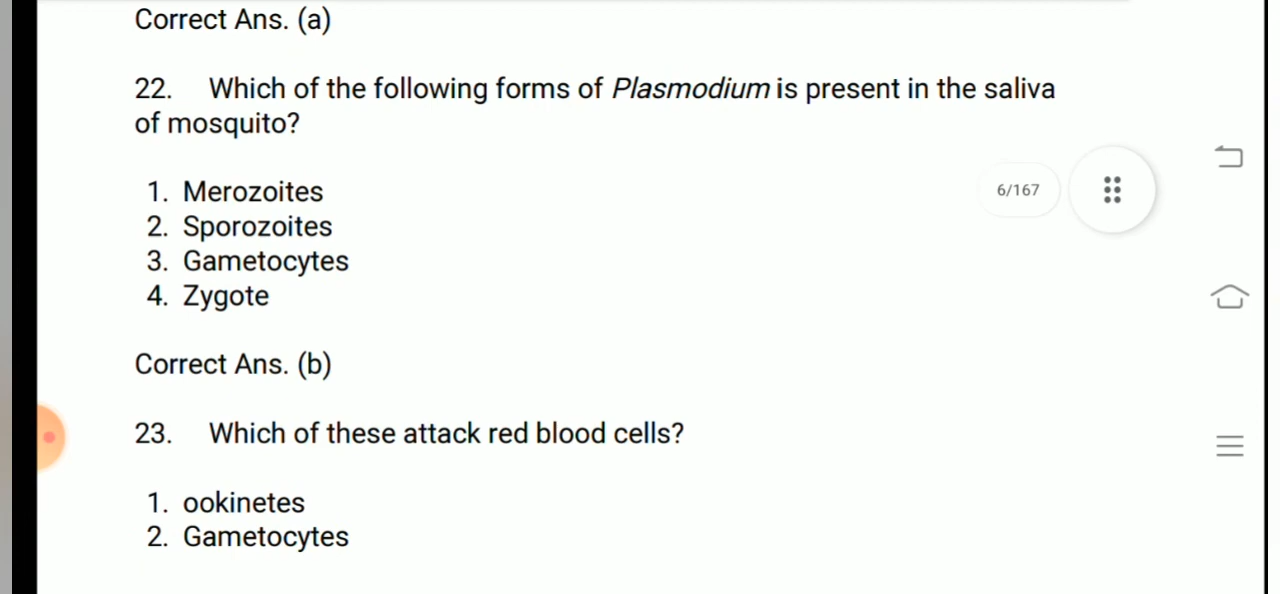 Correct Ans. (a)
22. Which of the following forms of Plasmodium is present in the saliva
of mosquito?
1. Merozoites
2. Sporozoites
3. Gametocytes
4. Zygote
6/167
Correct Ans. (b)
23. Which of these attack red blood cells?
1. ookinetes
2. Gametocytes